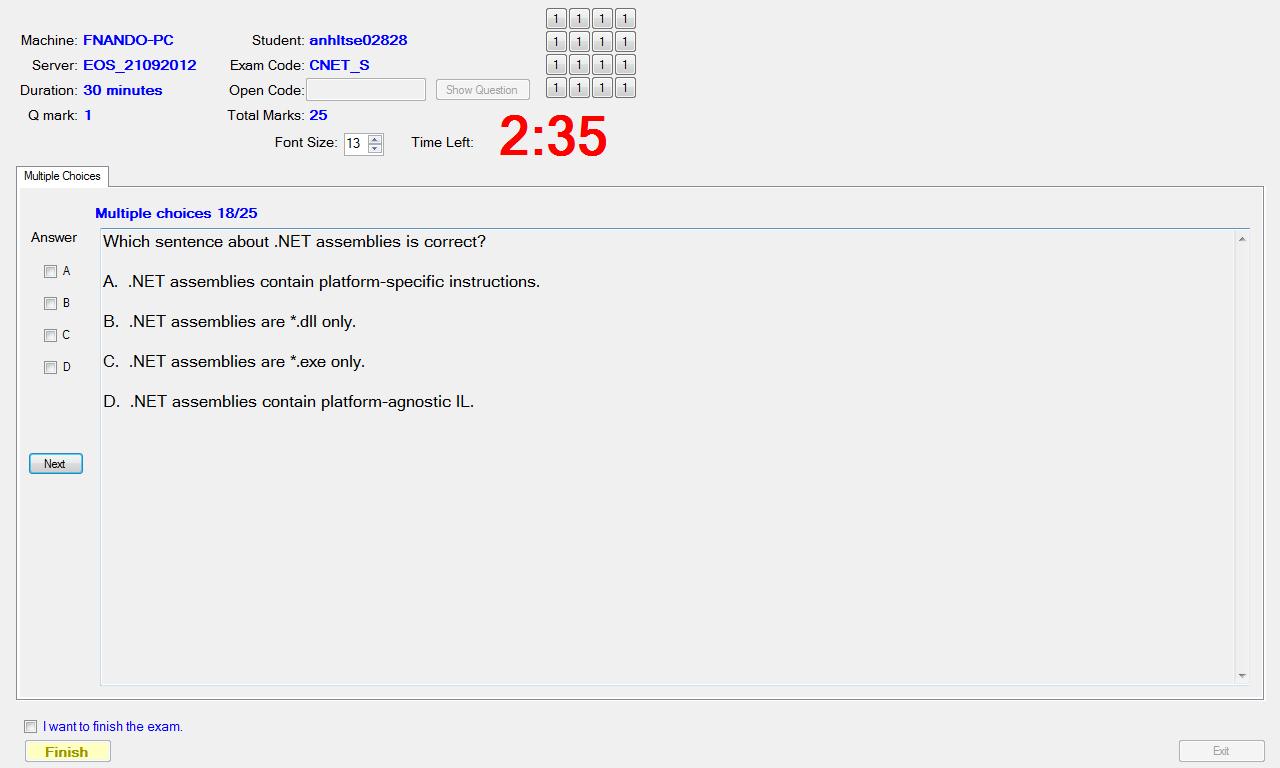 1 1 1 1
Machine: FNANDO-PC Student: anhltse02828 1 1 1 1
Server: EOS_21092012 Exam Code: CNET_S 1 1 1 1
Duration: 30 minutes Open Code: Show Question 1 1 1 1
Q mark: 1 Total Marks: 25
Font Size: 13 Time Left: 2:35
Multiple Choices
Multiple choices 18/25
Answer
Which sentence about .NET assemblies is correct?
A
A. .NET assemblies contain platform-specific instructions.
B
B. .NET assemblies are *.dll only.
C
C. .NET assemblies are *.exe only.
D
D. .NET assemblies contain platform-agnostic IL.
Next
I want to finish the exam.
Finish
Exit